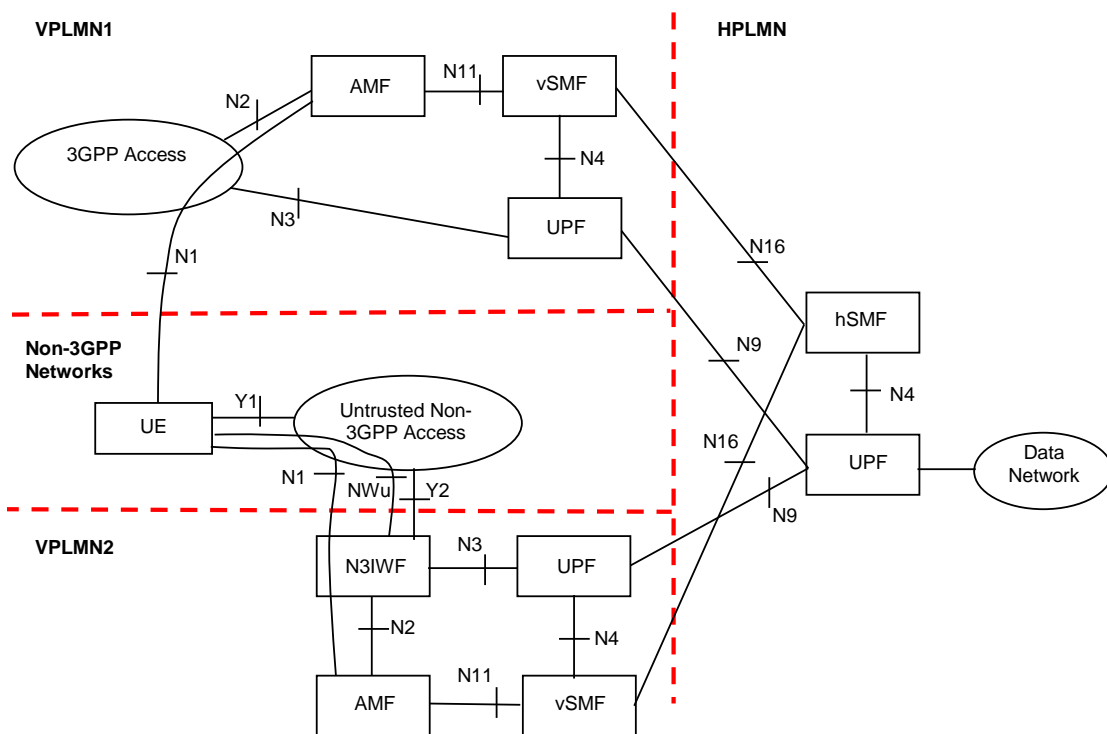 VPLMN1
HPLMN
N11
AMF
vSMF
N2
3GPP Access
N4
N3
UPF
N1
N16
hSMF
Non-3GPP
Networks
N9
N4
Y1
Untrusted Non-
3GPP Access
UE
N16
UPF
Data
Network
N1
NWu
Y2
N9
VPLMN2
N3
N3IWF
UPF
N2
N4
N11
AMF
vSMF